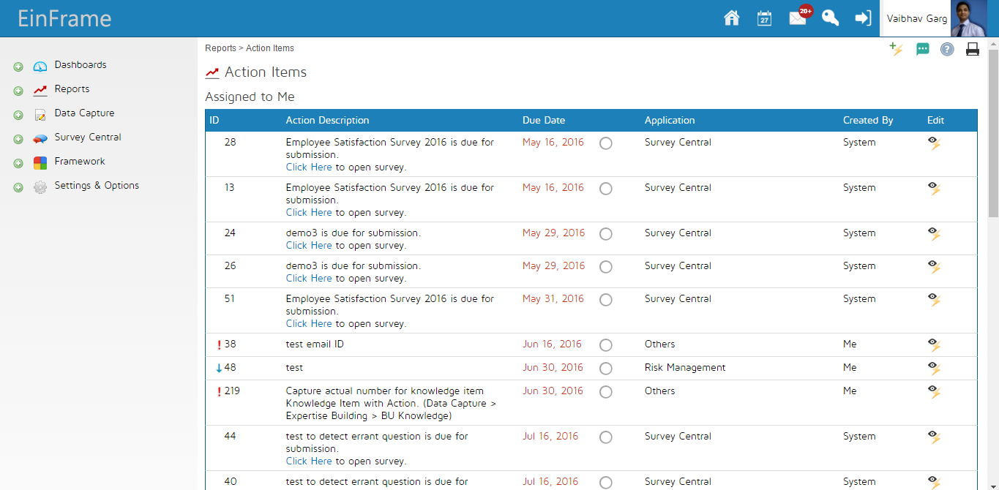 EinFrame
27
20+
Vaibhav Garg
Dashboards
Reports
Data Capture
Survey Central
Framework
Settings & Options
Reports > Action Items
?
Action Items
Assigned to Me
ID Action Description Due Date Application Created By Edit
28 Employee Satisfaction Survey 2016 is due for May 16, 2016 Survey Central System
submission.
Click Here to open survey.
13 Employee Satisfaction Survey 2016 is due for May 16, 2016 Survey Central System
submission.
Click Here to open survey.
24 demo3 is due for submission. May 29, 2016 Survey Central System
Click Here to open survey.
26 demo3 is due for submission. May 29, 2016 Survey Central System
Click Here to open survey.
51 Employee Satisfaction Survey 2016 is due for May 31, 2016 Survey Central System
submission.
Click Here to open survey.
! 38 test email ID Jun 16, 2016 Others Me
↓ 48 test Jun 30, 2016 Risk Management Me
! 219 Capture actual number for knowledge item Jun 30, 2016 Others Me
Knowledge Item with Action. (Data Capture >
Expertise Building > BU Knowledge)
44 test to detect errant question is due for Jul 16, 2016 Survey Central System
submission.
Click Here to open survey.
40 test to detect errant question is due for Jul 16, 2016 Survey Central System